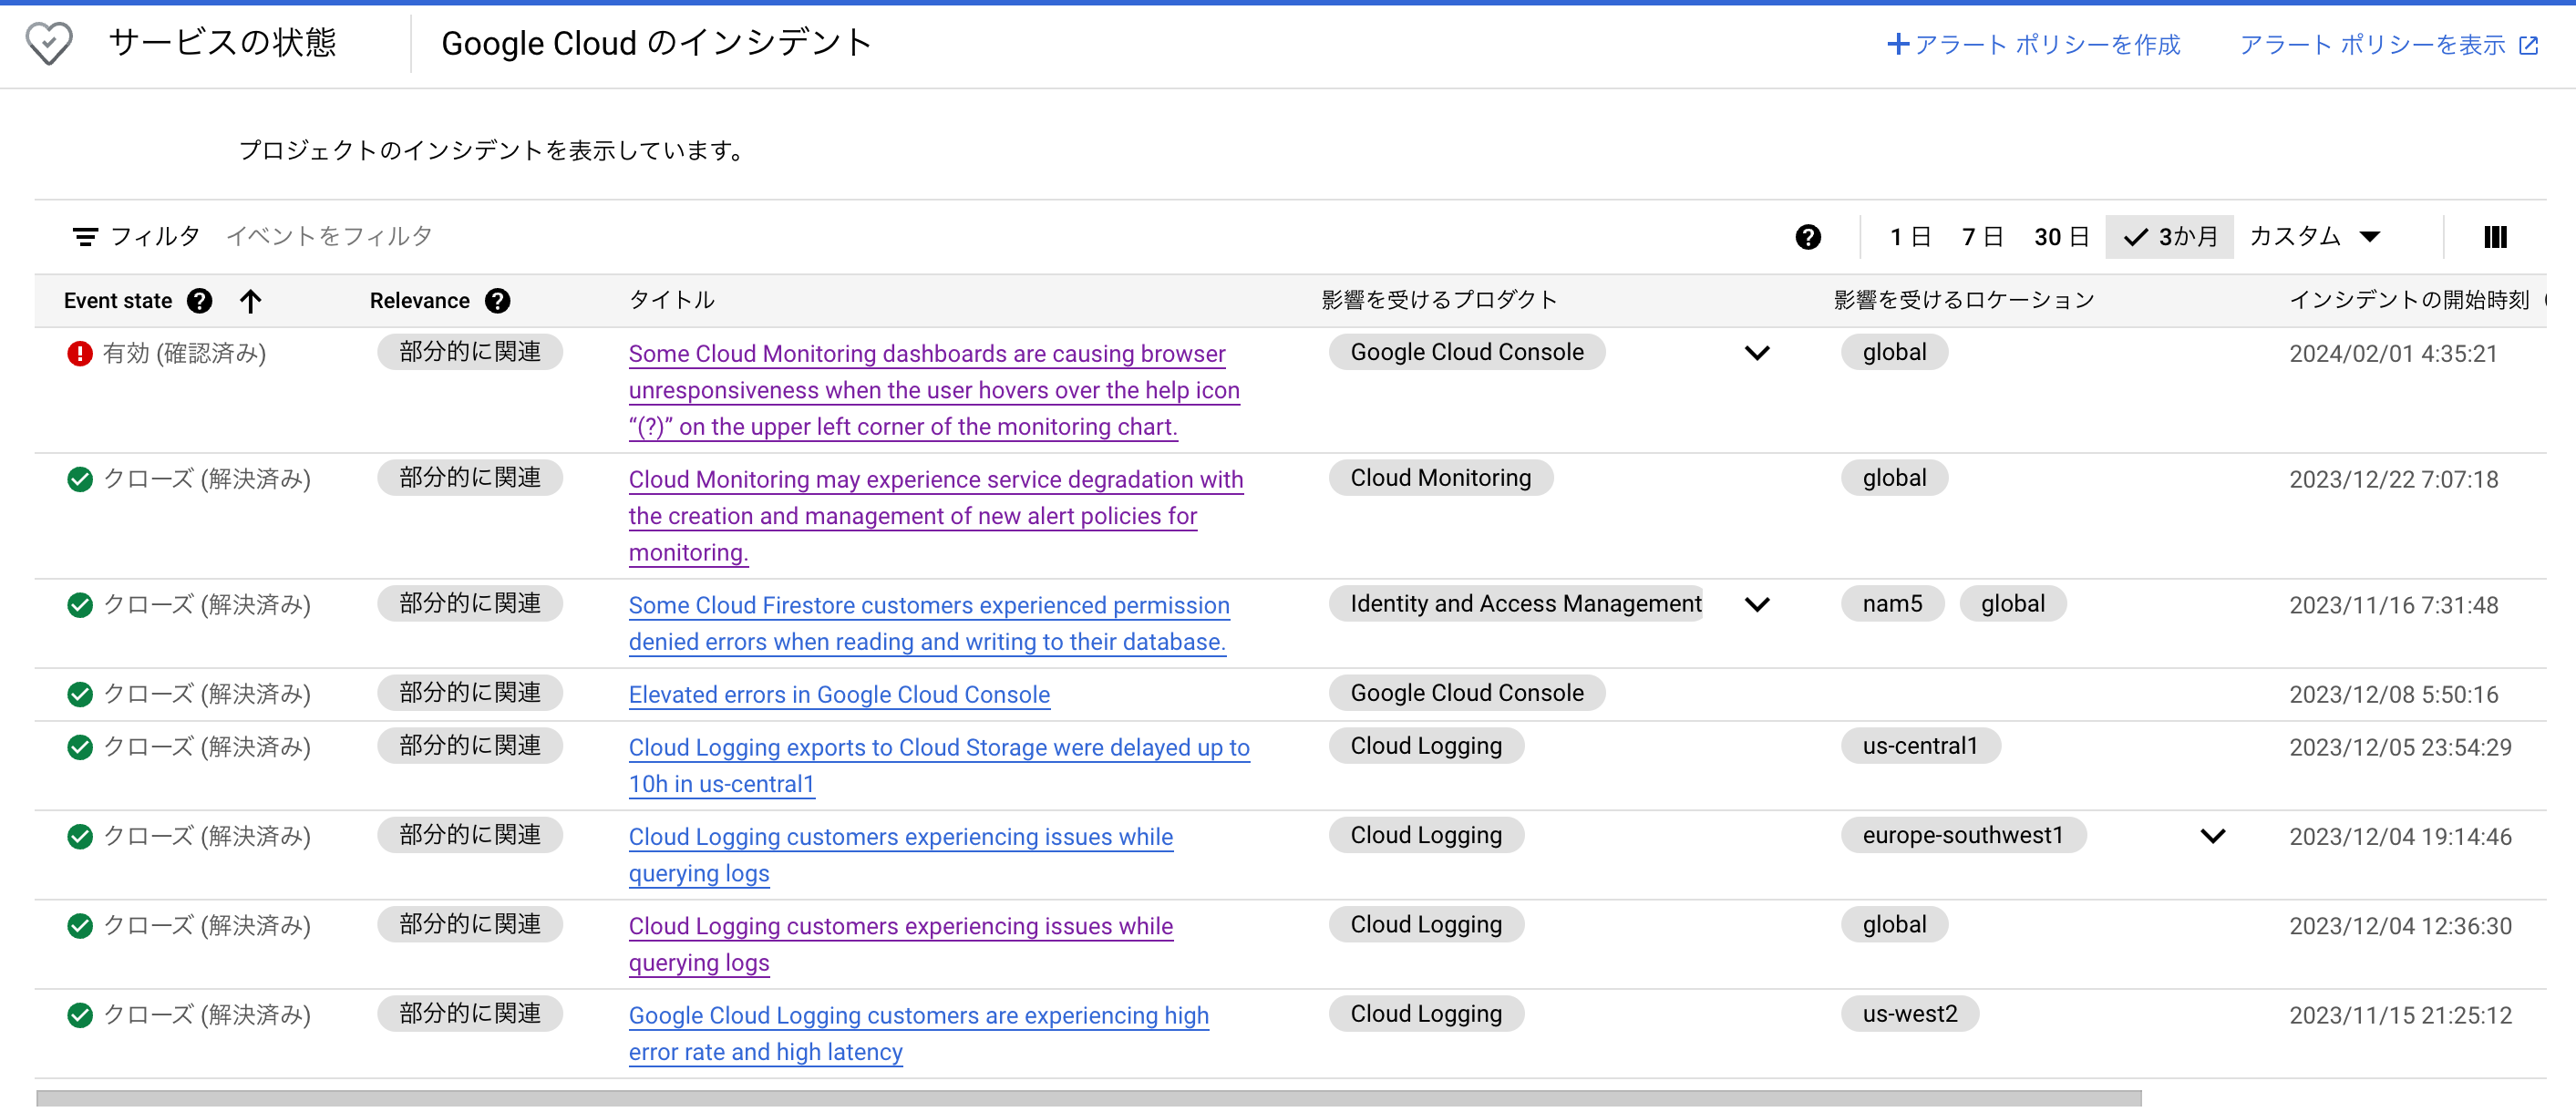 サービスの状態
Google Cloud のインシデント
アラート ポリシーを作成
アラート ポリシーを表示
プロジェクトのインシデントを表示しています。
フィルタ イベントをフィルタ
1 日 7 日 30 日 3か月 カスタム
Event state Relevance タイトル 影響を受けるプロダクト 影響を受けるロケーション インシデントの開始時刻
有効 (確認済み) 部分的に関連 Some Cloud Monitoring dashboards are causing browser Google Cloud Console global 2024/02/01 4:35:21
unresponsiveness when the user hovers over the help icon
“(?)” on the upper left corner of the monitoring chart.
クローズ (解決済み) 部分的に関連 Cloud Monitoring may experience service degradation with Cloud Monitoring global 2023/12/22 7:07:18
the creation and management of new alert policies for
monitoring.
クローズ (解決済み) 部分的に関連 Some Cloud Firestore customers experienced permission Identity and Access Management nam5 global 2023/11/16 7:31:48
denied errors when reading and writing to their database.
クローズ (解決済み) 部分的に関連 Elevated errors in Google Cloud Console Google Cloud Console 2023/12/08 5:50:16
クローズ (解決済み) 部分的に関連 Cloud Logging exports to Cloud Storage were delayed up to Cloud Logging us-central1 2023/12/05 23:54:29
10h in us-central1
クローズ (解決済み) 部分的に関連 Cloud Logging customers experiencing issues while Cloud Logging europe-southwest1 2023/12/04 19:14:46
querying logs
クローズ (解決済み) 部分的に関連 Cloud Logging customers experiencing issues while Cloud Logging global 2023/12/04 12:36:30
querying logs
クローズ (解決済み) 部分的に関連 Google Cloud Logging customers are experiencing high Cloud Logging us-west2 2023/11/15 21:25:12
error rate and high latency